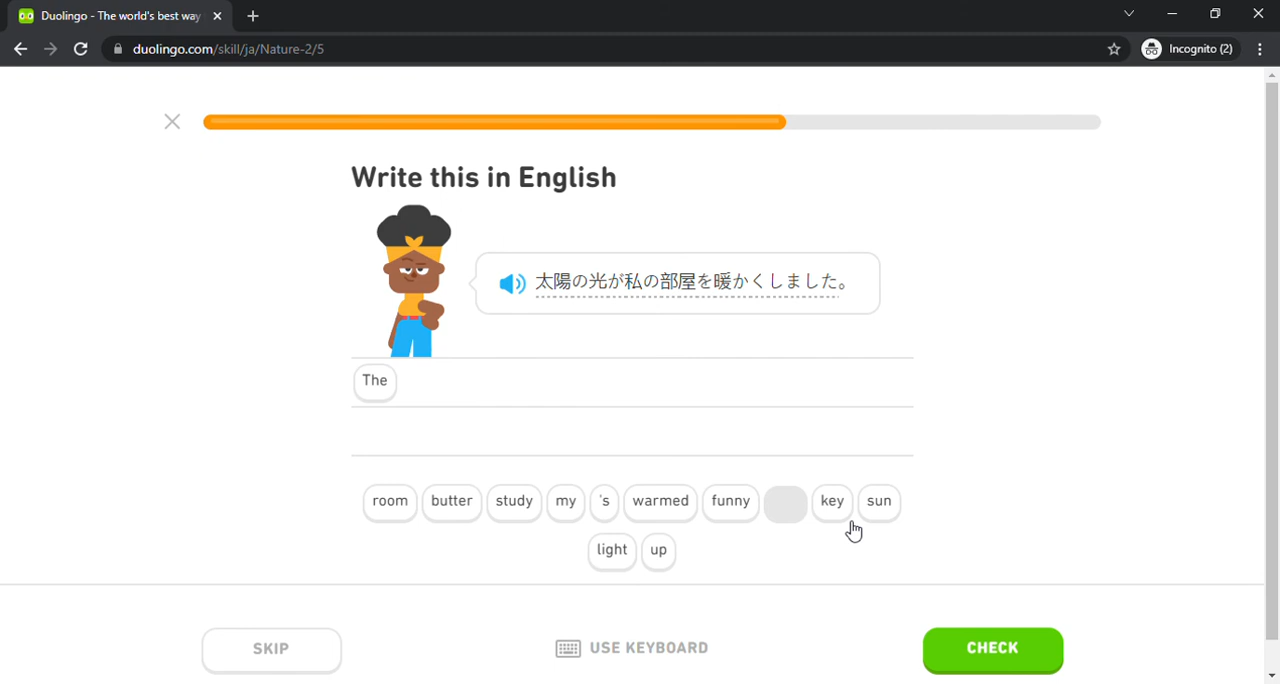 Duolingo - The world's best way
duolingo.com/skill/ja/Nature-2/5
Incognito (2)
Write this in English
太陽の光が私の部屋を暖かくしました。
The
room butter study my 's warmed funny key sun
light up
SKIP USE KEYBOARD CHECK